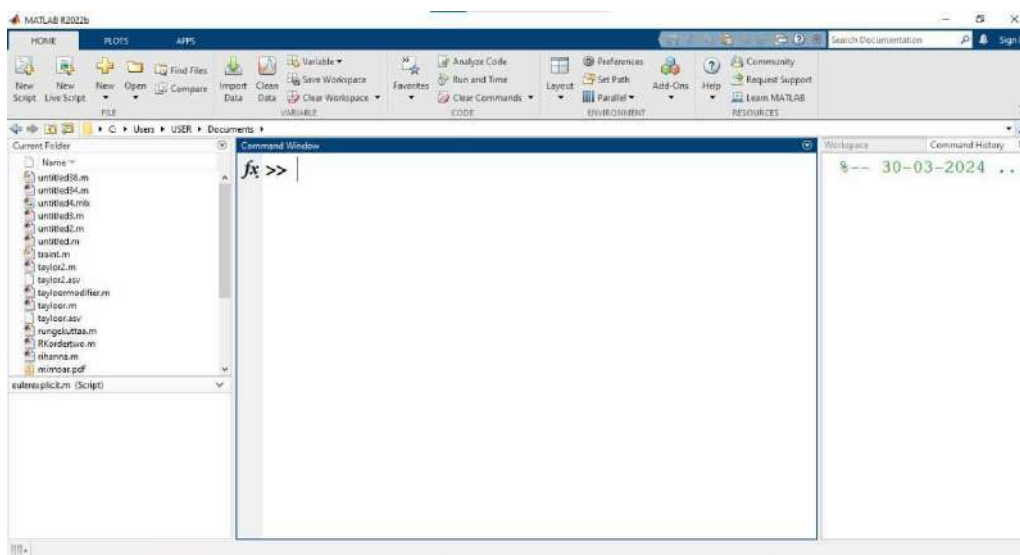 MATLAB R2022b
HOME PLOTS APPS
Search Documentation
Sign
New Script
New Live Script
New
Open
Find Files
Compare
FILE
Import Data
Clean Data
Variable
Save Workspace
Clear Workspace
VARIABLE
Favorites
Analyze Code
Run and Time
Clear Commands
CODE
Layout
Preferences
Set Path
Parallel
ENVIRONMENT
Add-Ons
Help
Community
Request Support
Learn MATLAB
RESOURCES
C: Users USER Documents
Current Folder
Name
untitled36.m
untitled34.m
untitled4.mlx
untitled3.m
untitled2.m
untitled.m
traint.m
taylor2.m
taylor2.asv
tayloormodifier.m
tayloor.m
tayloor.asv
rungekuttaa.m
RKordertwo.m
rihanna.m
mimoar.pdf
eulerexplicit.m (Script)
Command Window
fx >>
Workspace
Command History
%-- 30-03-2024 ..